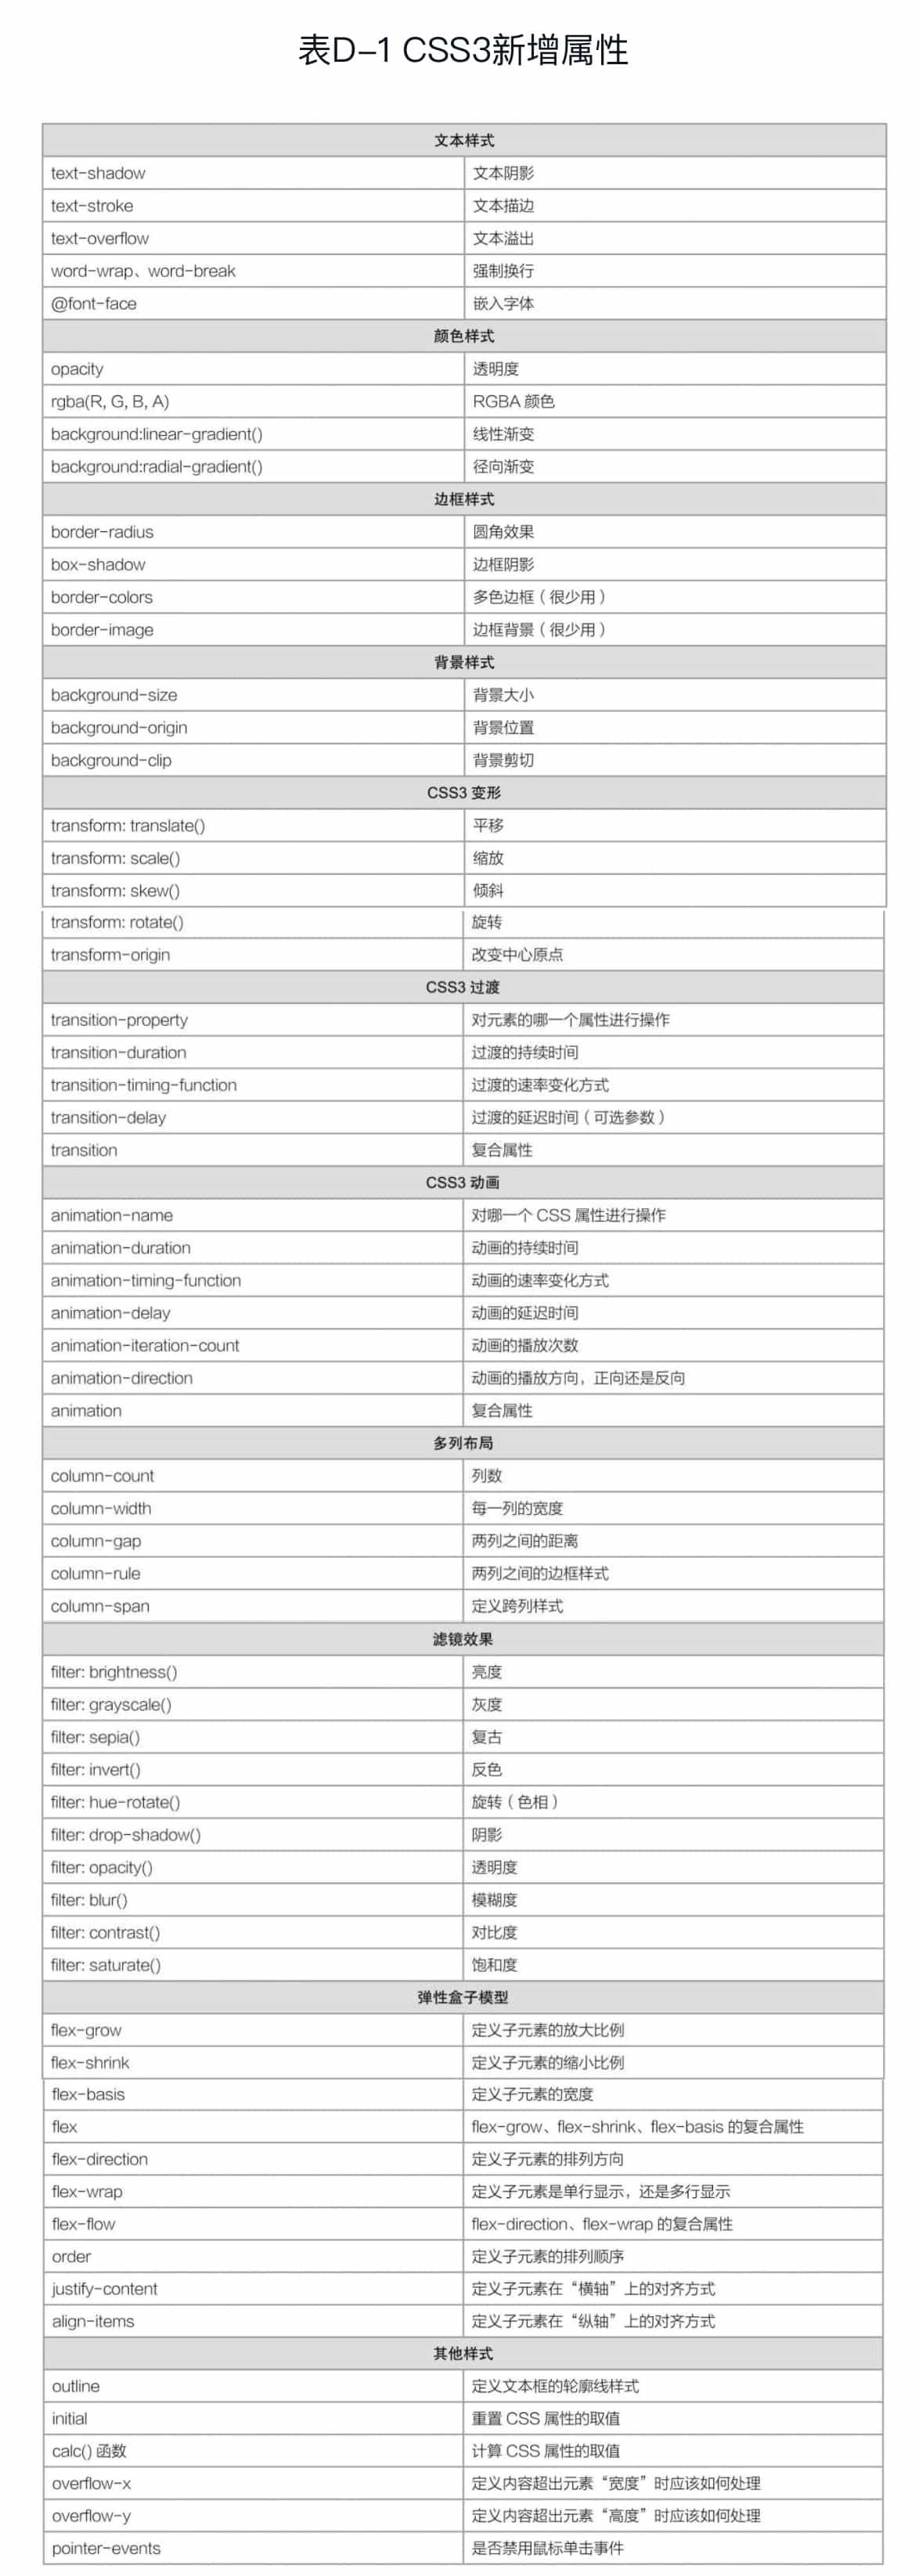 表D-1 CSS3新增属性
文本样式
text-shadow 文本阴影
text-stroke 文本描边
text-overflow 文本溢出
word-wrap、word-break 强制换行
@font-face 嵌入字体
颜色样式
opacity 透明度
rgba(R, G, B, A) RGBA 颜色
background:linear-gradient() 线性渐变
background:radial-gradient() 径向渐变
边框样式
border-radius 圆角效果
box-shadow 边框阴影
border-colors 多色边框（很少用）
border-image 边框背景（很少用）
背景样式
background-size 背景大小
background-origin 背景位置
background-clip 背景剪切
CSS3 变形
transform: translate() 平移
transform: scale() 缩放
transform: skew() 倾斜
transform: rotate() 旋转
transform-origin 改变中心原点
CSS3 过渡
transition-property 对元素的哪一个属性进行操作
transition-duration 过渡的持续时间
transition-timing-function 过渡的速率变化方式
transition-delay 过渡的延迟时间（可选参数）
transition 复合属性
CSS3 动画
animation-name 对哪一个 CSS 属性进行操作
animation-duration 动画的持续时间
animation-timing-function 动画的速率变化方式
animation-delay 动画的延迟时间
animation-iteration-count 动画的播放次数
animation-direction 动画的播放方向，正向还是反向
animation 复合属性
多列布局
column-count 列数
column-width 每一列的宽度
column-gap 两列之间的距离
column-rule 两列之间的边框样式
column-span 定义跨列样式
滤镜效果
filter: brightness() 亮度
filter: grayscale() 灰度
filter: sepia() 复古
filter: invert() 反色
filter: hue-rotate() 旋转（色相）
filter: drop-shadow() 阴影
filter: opacity() 透明度
filter: blur() 模糊度
filter: contrast() 对比度
filter: saturate() 饱和度
弹性盒子模型
flex-grow 定义子元素的放大比例
flex-shrink 定义子元素的缩小比例
flex-basis 定义子元素的宽度
flex flex-grow、flex-shrink、flex-basis 的复合属性
flex-direction 定义子元素的排列方向
flex-wrap 定义子元素是单行显示，还是多行显示
flex-flow flex-direction、flex-wrap 的复合属性
order 定义子元素的排列顺序
justify-content 定义子元素在“横轴”上的对齐方式
align-items 定义子元素在“纵轴”上的对齐方式
其他样式
outline 定义文本框的轮廓线样式
initial 重置 CSS 属性的取值
calc() 函数 计算 CSS 属性的取值
overflow-x 定义内容超出元素“宽度”时应该如何处理
overflow-y 定义内容超出元素“高度”时应该如何处理
pointer-events 是否禁用鼠标单击事件